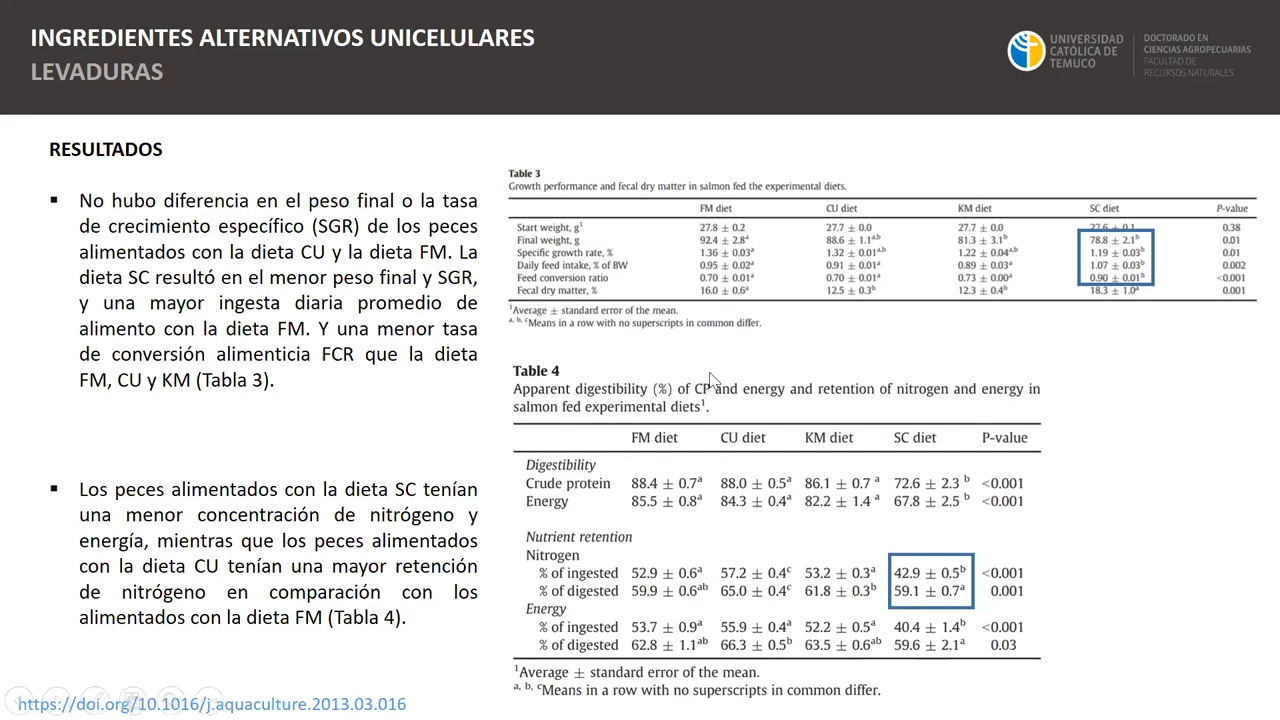 INGREDIENTES ALTERNATIVOS UNICELULARES
LEVADURAS
UNIVERSIDAD
CATÓLICA DE
TEMUCO
DOCTORADO EN
CIENCIAS AGROPECUARIAS
FACULTAD DE
RECURSOS NATURALES
RESULTADOS
▪ No hubo diferencia en el peso final o la tasa
de crecimiento específico (SGR) de los peces
alimentados con la dieta CU y la dieta FM. La
dieta SC resultó en el menor peso final y SGR,
y una mayor ingesta diaria promedio de
alimento con la dieta FM. Y una menor tasa
de conversión alimenticia FCR que la dieta
FM, CU y KM (Tabla 3).
▪ Los peces alimentados con la dieta SC tenían
una menor concentración de nitrógeno y
energía, mientras que los peces alimentados
con la dieta CU tenían una mayor retención
de nitrógeno en comparación con los
alimentados con la dieta FM (Tabla 4).
https://doi.org/10.1016/j.aquaculture.2013.03.016
Table 3
Growth performance and fecal dry matter in salmon fed the experimental diets.
FM diet CU diet KM diet SC diet P-value
Start weight, g¹ 27.8 ± 0.2 27.7 ± 0.0 27.7 ± 0.0 27.6 ± 0.1 0.38
Final weight, g 92.4 ± 2.8ᵃ 88.6 ± 1.1ᵃ,ᵇ 81.3 ± 3.1ᵇ 78.8 ± 2.1ᵇ 0.01
Specific growth rate, % 1.36 ± 0.03ᵃ 1.32 ± 0.01ᵃ,ᵇ 1.22 ± 0.04ᵃ,ᵇ 1.19 ± 0.03ᵇ 0.01
Daily feed intake, % of BW 0.95 ± 0.02ᵃ 0.91 ± 0.01ᵃ 0.89 ± 0.03ᵃ 1.07 ± 0.03ᵇ 0.002
Feed conversion ratio 0.70 ± 0.01ᵃ 0.70 ± 0.01ᵃ 0.73 ± 0.00ᵃ 0.90 ± 0.01ᵇ <0.001
Fecal dry matter, % 16.0 ± 0.6ᵃ 12.5 ± 0.3ᵇ 12.3 ± 0.4ᵇ 18.3 ± 1.0ᵃ 0.001
¹Average ± standard error of the mean.
ᵃ, ᵇ, ᶜMeans in a row with no superscripts in common differ.
Table 4
Apparent digestibility (%) of CP and energy and retention of nitrogen and energy in
salmon fed experimental diets¹.
FM diet CU diet KM diet SC diet P-value
Digestibility
Crude protein 88.4 ± 0.7ᵃ 88.0 ± 0.5ᵃ 86.1 ± 0.7 ᵃ 72.6 ± 2.3 ᵇ <0.001
Energy 85.5 ± 0.8ᵃ 84.3 ± 0.4ᵃ 82.2 ± 1.4 ᵃ 67.8 ± 2.5 ᵇ <0.001
Nutrient retention
Nitrogen
% of ingested 52.9 ± 0.6ᵃ 57.2 ± 0.4ᶜ 53.2 ± 0.3ᵃ 42.9 ± 0.5ᵇ <0.001
% of digested 59.9 ± 0.6ᵃᵇ 65.0 ± 0.4ᶜ 61.8 ± 0.3ᵇ 59.1 ± 0.7ᵃ 0.001
Energy
% of ingested 53.7 ± 0.9ᵃ 55.9 ± 0.4ᵃ 52.2 ± 0.5ᵃ 40.4 ± 1.4ᵇ <0.001
% of digested 62.8 ± 1.1ᵃᵇ 66.3 ± 0.5ᵇ 63.5 ± 0.6ᵃᵇ 59.6 ± 2.1ᵃ 0.03
¹Average ± standard error of the mean.
ᵃ, ᵇ, ᶜMeans in a row with no superscripts in common differ.